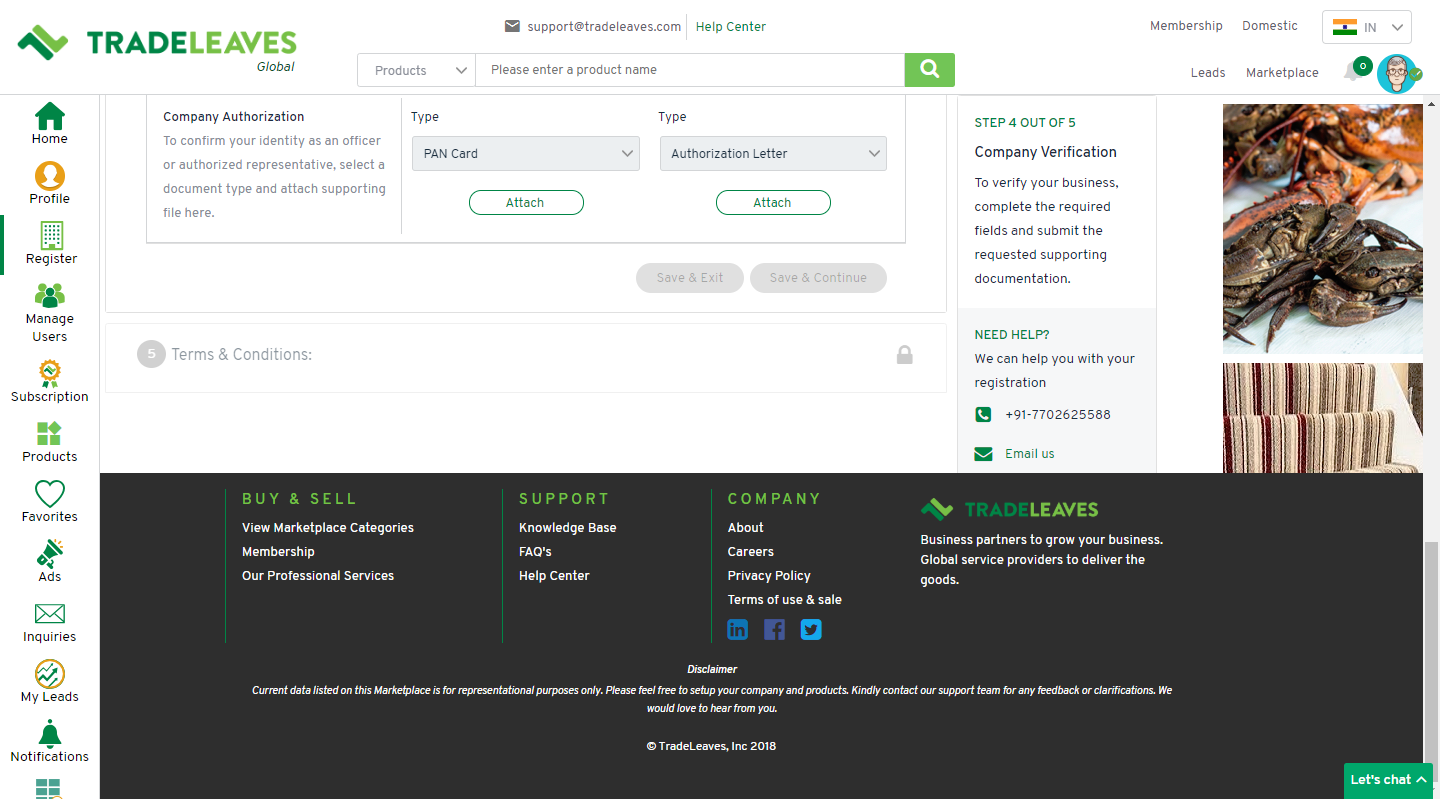 TRADELEAVES
Global
support@tradeleaves.com
Help Center
Membership
Domestic
IN
Products
Please enter a product name
Leads
Marketplace
0
Home
Profile
Register
Manage
Users
Subscription
Products
Favorites
Ads
Inquiries
My Leads
Notifications
Company Authorization
To confirm your identity as an officer
or authorized representative, select a
document type and attach supporting
file here.
Type
PAN Card
Attach
Type
Authorization Letter
Attach
Save & Exit
Save & Continue
5
Terms & Conditions:
STEP 4 OUT OF 5
Company Verification
To verify your business,
complete the required
fields and submit the
requested supporting
documentation.
NEED HELP?
We can help you with your
registration
+91-7702625588
Email us
BUY & SELL
View Marketplace Categories
Membership
Our Professional Services
SUPPORT
Knowledge Base
FAQ's
Help Center
COMPANY
About
Careers
Privacy Policy
Terms of use & sale
TRADELEAVES
Business partners to grow your business.
Global service providers to deliver the
goods.
Disclaimer
Current data listed on this Marketplace is for representational purposes only. Please feel free to setup your company and products. Kindly contact our support team for any feedback or clarifications. We
would love to hear from you.
© TradeLeaves, Inc 2018
Let's chat